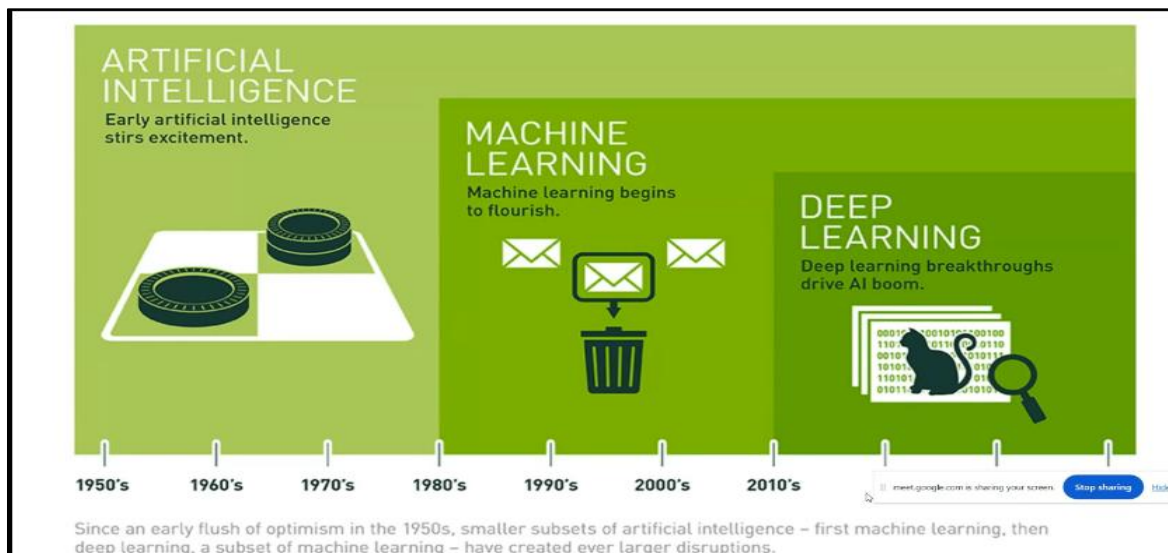 ARTIFICIAL
INTELLIGENCE
Early artificial intelligence
stirs excitement.
MACHINE
LEARNING
Machine learning begins
to flourish.
DEEP
LEARNING
Deep learning breakthroughs
drive AI boom.
1950's 1960's 1970's 1980's 1990's 2000's 2010's
meet.google.com is sharing your screen. Stop sharing Hide
Since an early flush of optimism in the 1950s, smaller subsets of artificial intelligence – first machine learning, then
deep learning, a subset of machine learning – have created ever larger disruptions.